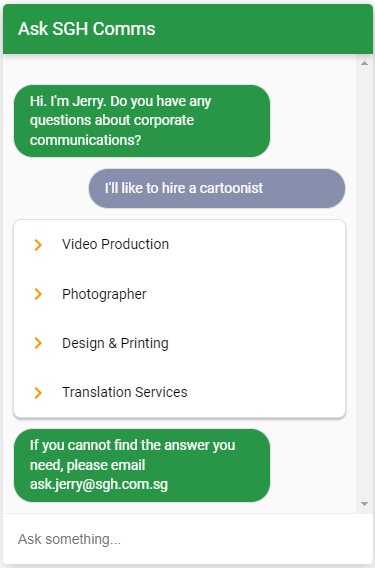 Ask SGH Comms
Hi. I'm Jerry. Do you have any
questions about corporate
communications?
I'll like to hire a cartoonist
Video Production
Photographer
Design & Printing
Translation Services
If you cannot find the answer you
need, please email
ask.jerry@sgh.com.sg
Ask something...